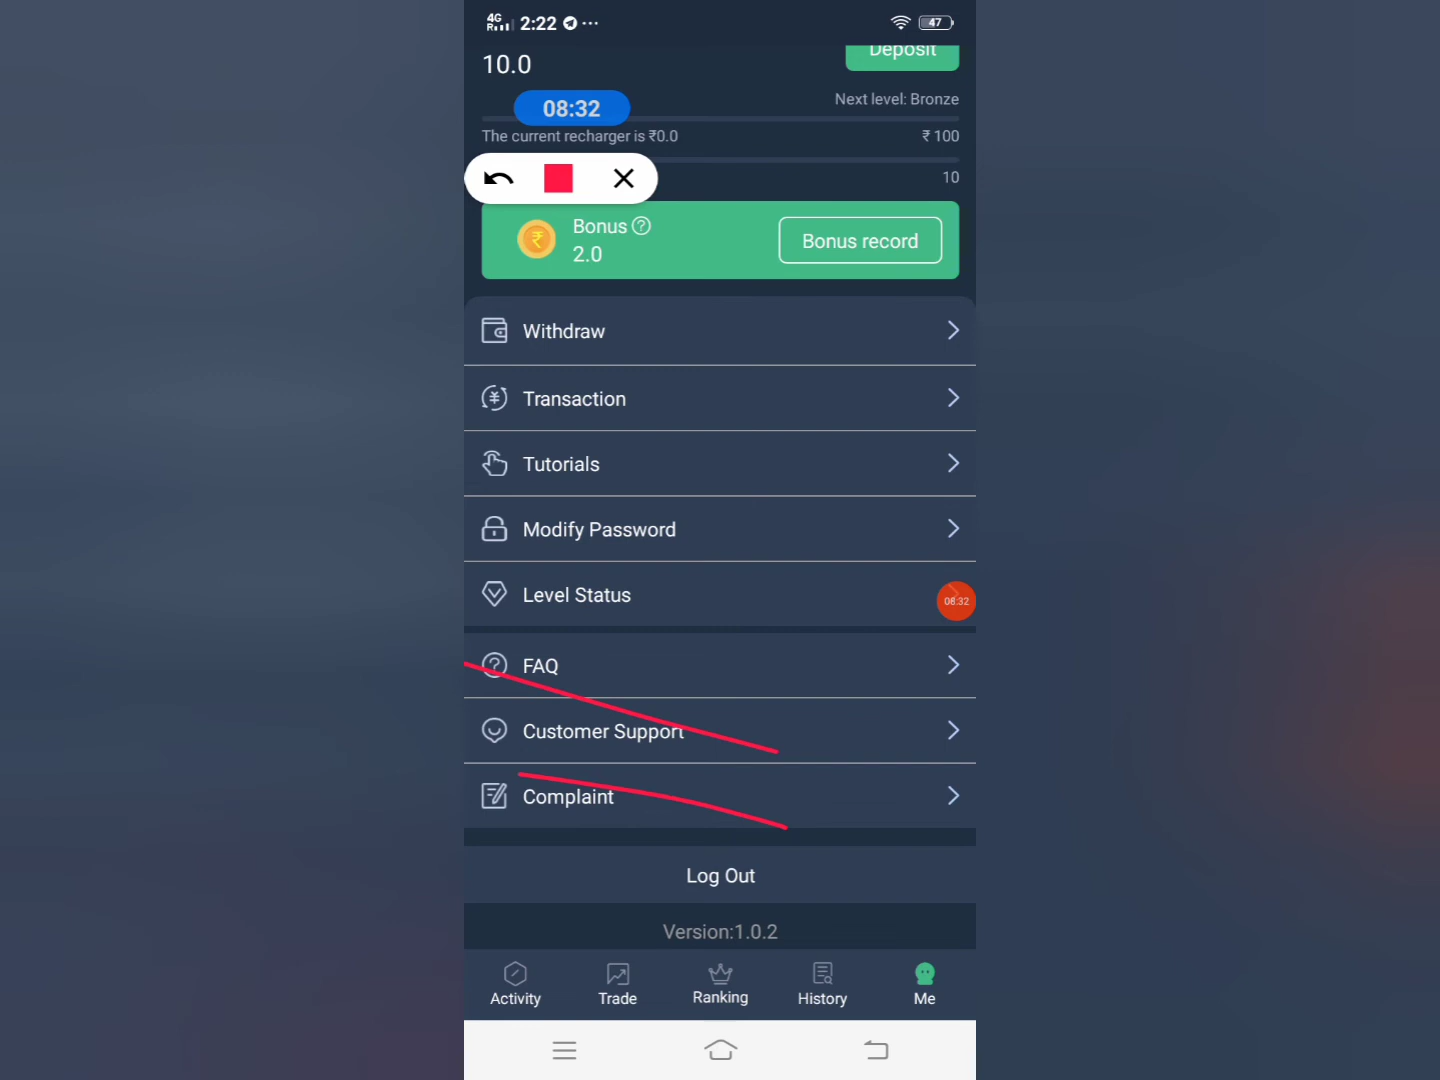 4G
R 2:22 ... 47
10.0
Deposit
08:32
Next level: Bronze
The current recharger is ₹0.0
₹ 100
10
Bonus
2.0
Bonus record
Withdraw
Transaction
Tutorials
Modify Password
Level Status
08:32
FAQ
Customer Support
Complaint
Log Out
Version:1.0.2
Activity Trade Ranking History Me